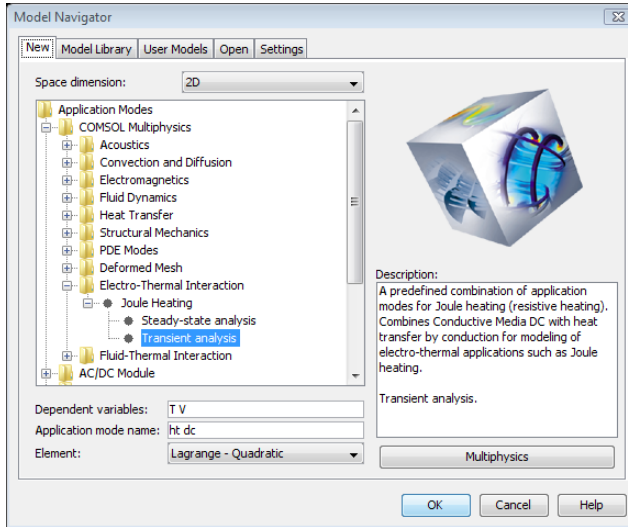 Model Navigator
New Model Library User Models Open Settings
Space dimension: 2D
Application Modes
COMSOL Multiphysics
Acoustics
Convection and Diffusion
Electromagnetics
Fluid Dynamics
Heat Transfer
Structural Mechanics
PDE Modes
Deformed Mesh
Electro-Thermal Interaction
Joule Heating
Steady-state analysis
Transient analysis
Fluid-Thermal Interaction
AC/DC Module
Description:
A predefined combination of application
modes for Joule heating (resistive heating).
Combines Conductive Media DC with heat
transfer by conduction for modeling of
electro-thermal applications such as Joule
heating.
Transient analysis.
Dependent variables: T V
Application mode name: ht dc
Element: Lagrange - Quadratic
Multiphysics
OK Cancel Help